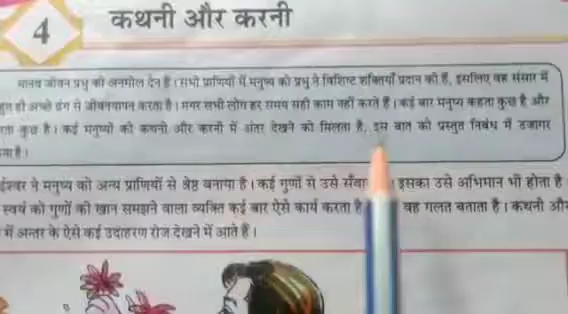 4
कथनी और करनी
मानव जीवन प्रभु की अनमोल देन है। सभी प्राणियों में मनुष्य को प्रभु ने विशिष्ट शक्तियाँ प्रदान की हैं, इसलिए वह संसार में
ही अच्छे ढंग से जीवनयापन करता है। मगर सभी लोग हर समय सही काम नहीं करते हैं। कई बार मनुष्य कहता कुछ है और
कुछ है। कई मनुष्यों की कथनी और करनी में अंतर देखने को मिलता है, इस बात को प्रस्तुत निबंध में उजागर
है।
ईश्वर ने मनुष्य को अन्य प्राणियों से श्रेष्ठ बनाया है। कई गुणों से उसे इसका उसे अभिमान भी होता है
स्वयं को गुणों की खान समझने वाला व्यक्ति कई बार ऐसे कार्य करता है वह गलत बताता है। कथनी और
में अन्तर के ऐसे कई उदाहरण रोज देखने में आते हैं।